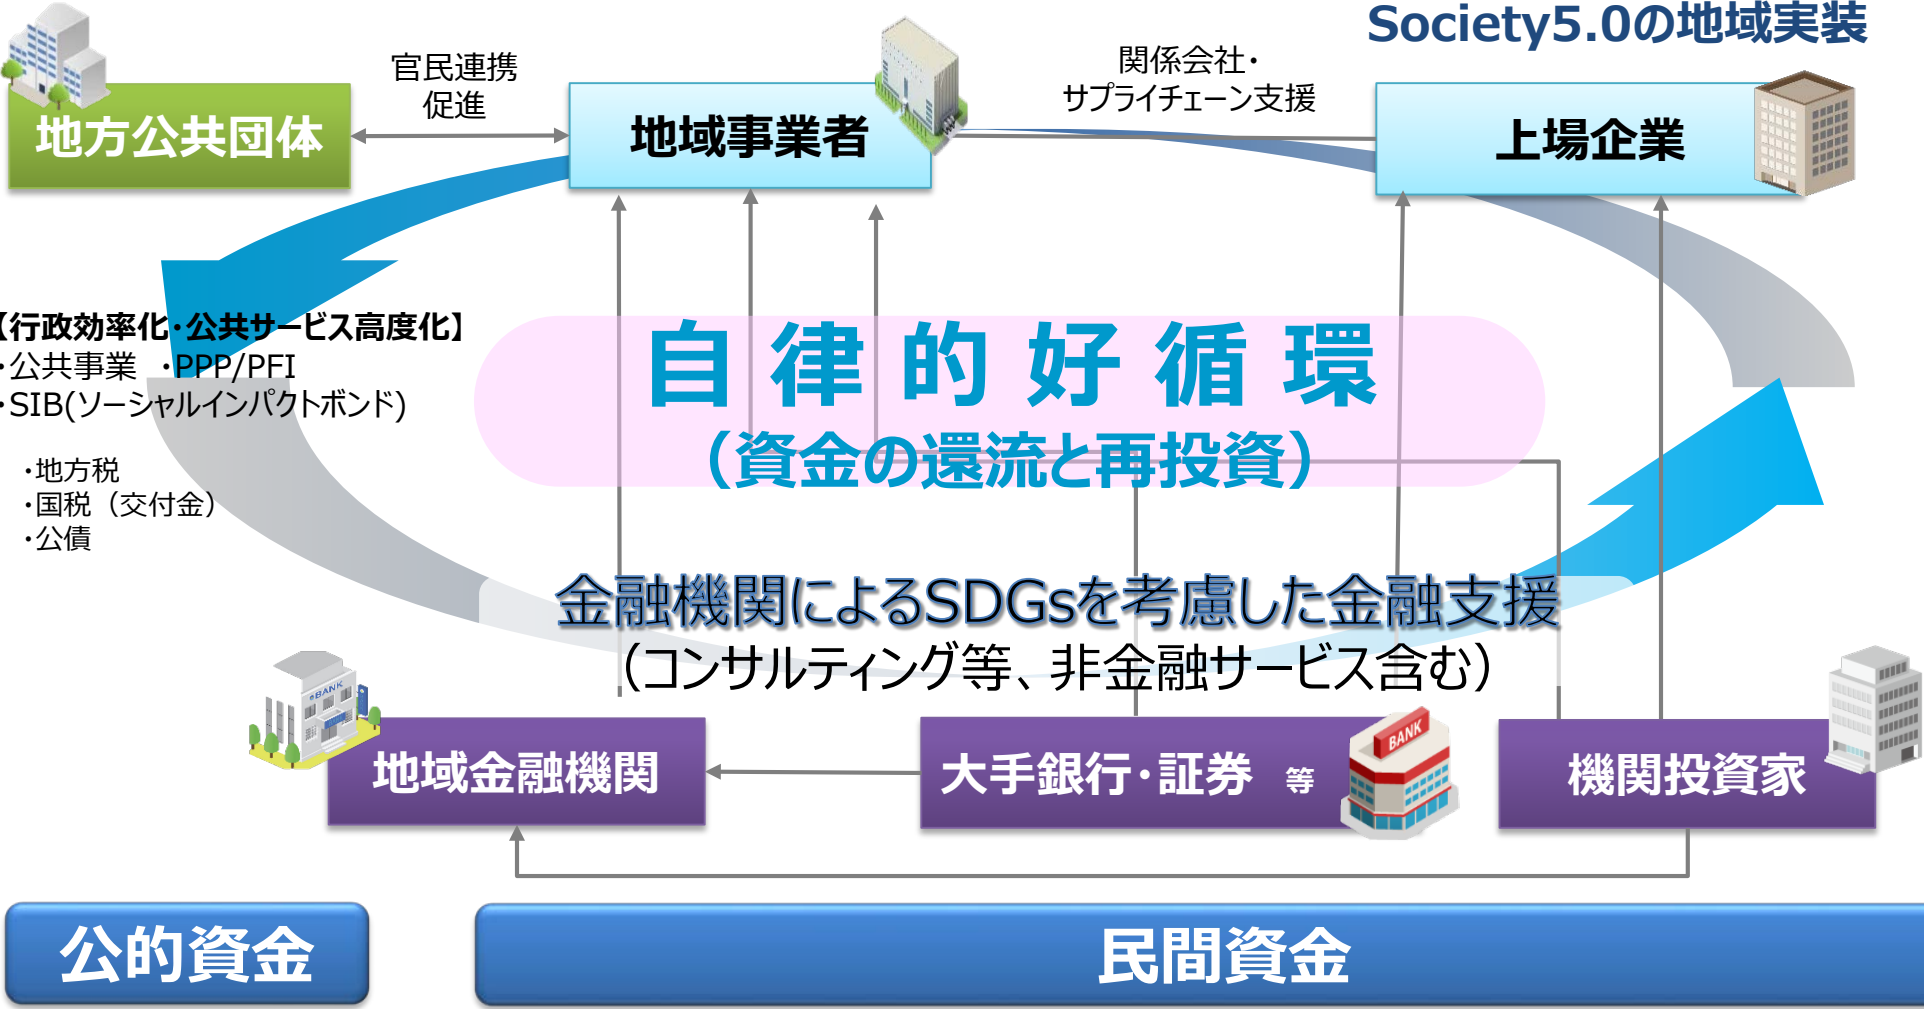 Society5.0の地域実装
官民連携
促進
関係会社・
サプライチェーン支援
地方公共団体
地域事業者
上場企業
【行政効率化・公共サービス高度化】
・公共事業　・PPP/PFI
・SIB(ソーシャルインパクトボンド)
・地方税
・国税（交付金）
・公債
自律的好循環
（資金の還流と再投資）
金融機関によるSDGsを考慮した金融支援
（コンサルティング等、非金融サービス含む）
BANK
地域金融機関
大手銀行・証券　等
BANK
機関投資家
公的資金
民間資金